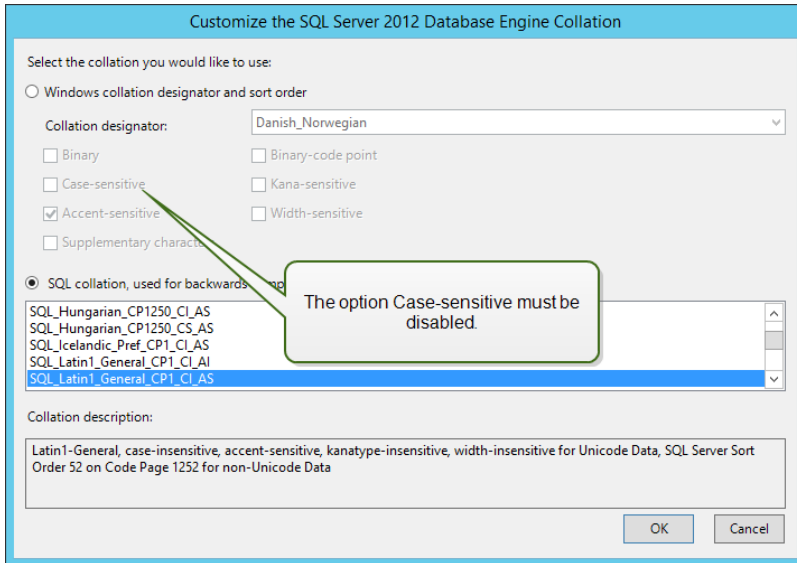 Customize the SQL Server 2012 Database Engine Collation
Select the collation you would like to use:
Windows collation designator and sort order
Collation designator:
Danish_Norwegian
Binary
Binary-code point
Case-sensitive
Kana-sensitive
Accent-sensitive
Width-sensitive
Supplementary
SQL collation, used for backwards
The option Case-sensitive must be
disabled.
SQL_Hungarian_CP1250_CI_AS
SQL_Hungarian_CP1250_CS_AS
SQL_Icelandic_Pref_CP1_CI_AS
SQL_Latin1_General_CP1_CI_AI
SQL_Latin1_General_CP1_CI_AS
Collation description:
Latin1-General, case-insensitive, accent-sensitive, kanatype-insensitive, width-insensitive for Unicode Data, SQL Server Sort
Order 52 on Code Page 1252 for non-Unicode Data
OK
Cancel